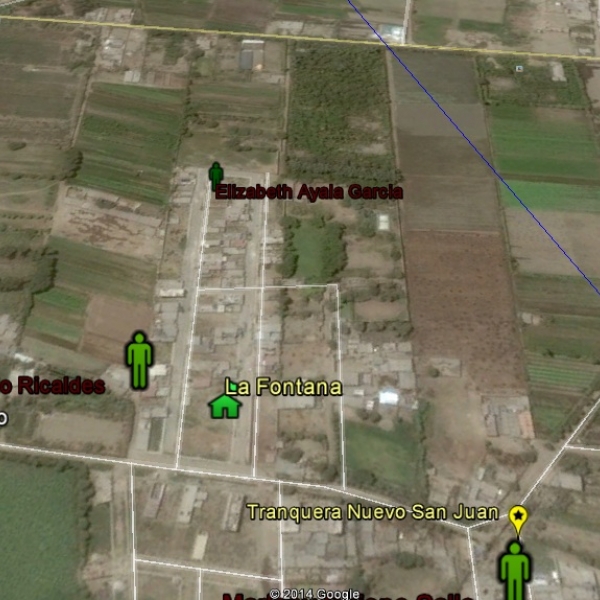 Elizabeth Ayala Garcia
o Ricaldes
La Fontana
o
Tranquera Nuevo San Juan
© 2014 Google